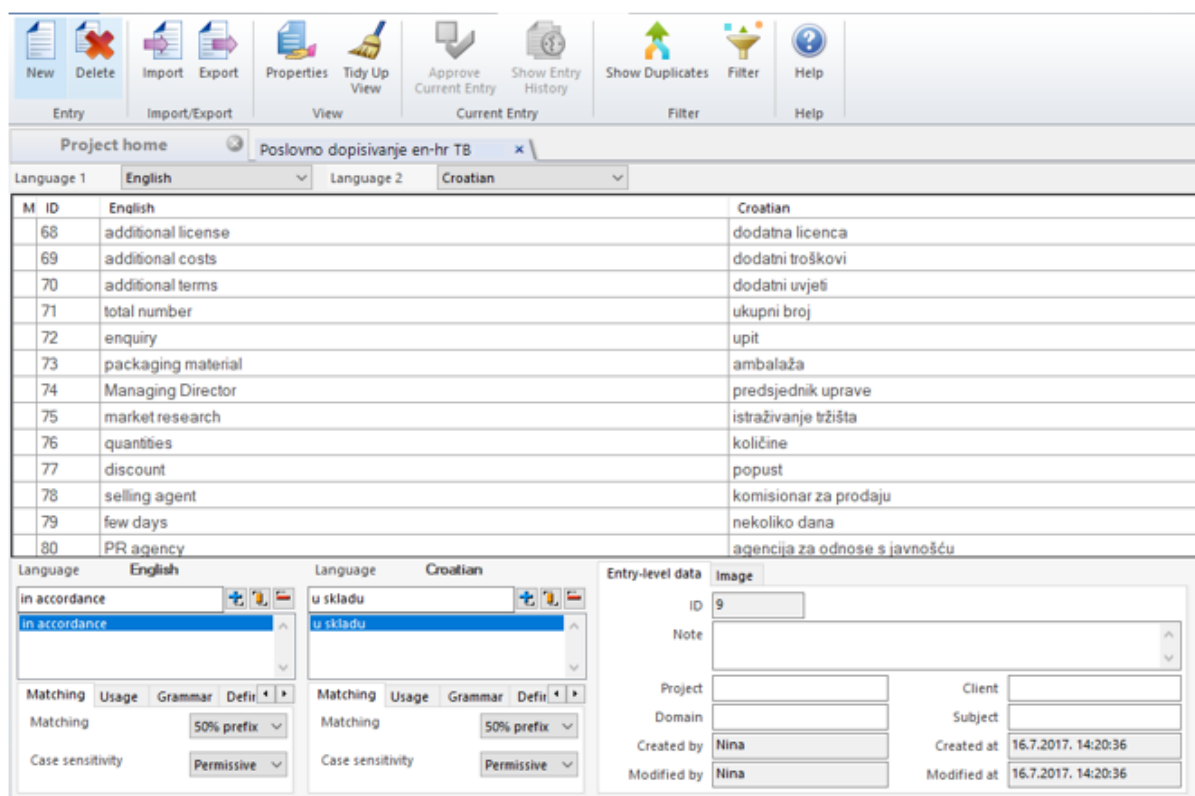 New Delete Import Export Properties Tidy Up View Approve Current Entry Show Entry History Show Duplicates Filter Help
Entry Import/Export View Current Entry Filter Help
Project home Poslovno dopisivanje en-hr TB
Language 1 English Language 2 Croatian
M ID English Croatian
68 additional license dodatna licenca
69 additional costs dodatni troškovi
70 additional terms dodatni uvjeti
71 total number ukupni broj
72 enquiry upit
73 packaging material ambalaža
74 Managing Director predsjednik uprave
75 market research istraživanje tržišta
76 quantities količine
77 discount popust
78 selling agent komisionar za prodaju
79 few days nekoliko dana
80 PR agency agencija za odnose s javnošću
Language English Language Croatian Entry-level data Image
in accordance u skladu ID 9
in accordance u skladu Note
Matching Usage Grammar Defin Matching Usage Grammar Defin Project Client
Matching 50% prefix Matching 50% prefix Domain Subject
Created by Nina Created at 16.7.2017. 14:20:36
Case sensitivity Permissive Case sensitivity Permissive Modified by Nina Modified at 16.7.2017. 14:20:36